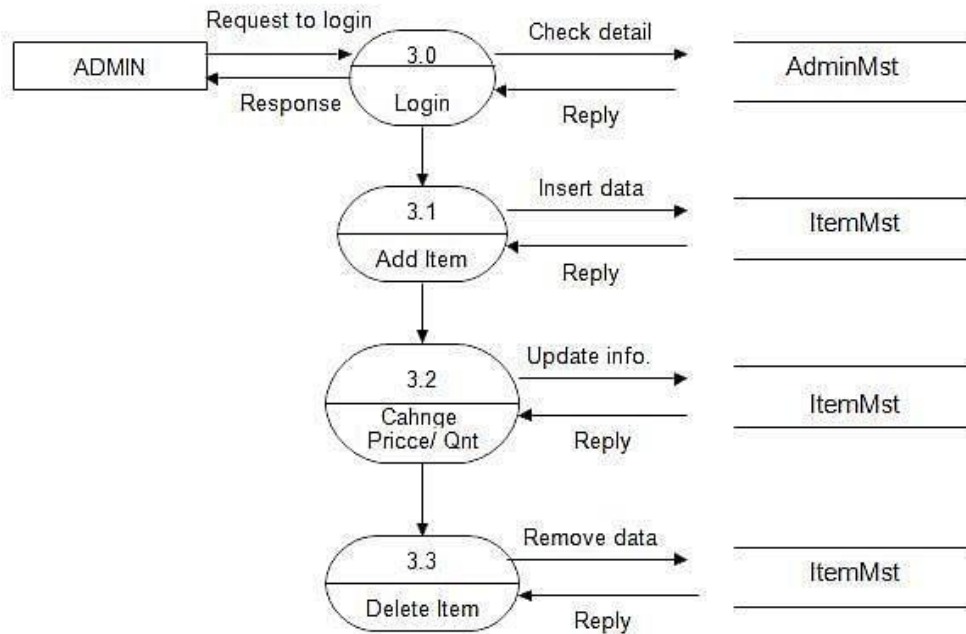 Request to login
Check detail
ADMIN
3.0
AdminMst
Response
Login
Reply
Insert data
3.1
ItemMst
Add Item
Reply
Update info.
3.2
ItemMst
Cahnge
Pricce/ Qnt
Reply
Remove data
3.3
ItemMst
Delete Item
Reply